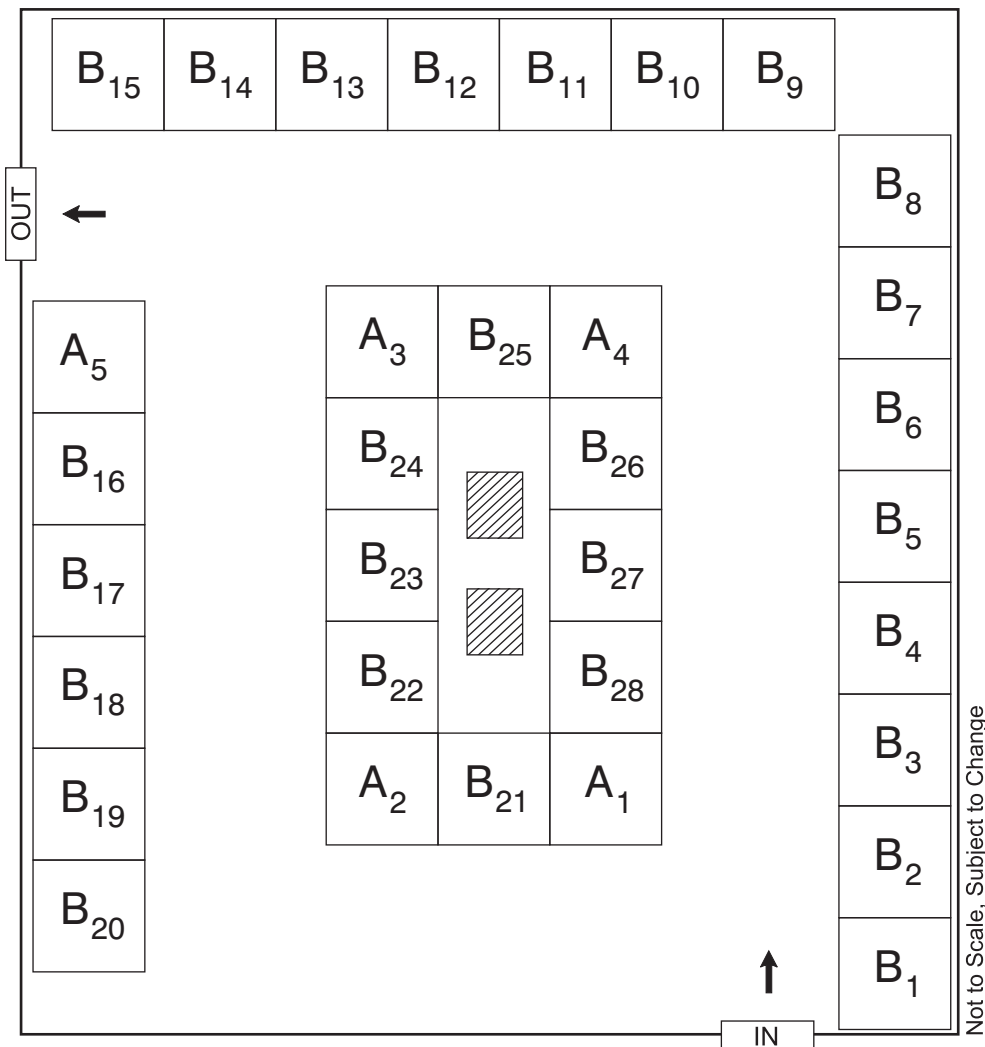 B15 B14 B13 B12 B11 B10 B9
OUT
B8
B7
A3 B25 A4
A5
B6
B24 B26
B16
B5
B23 B27
B17
B4
B22 B28
B18
B3
A2 B21 A1
B19
B2
B20
B1
IN
Not to Scale, Subject to Change